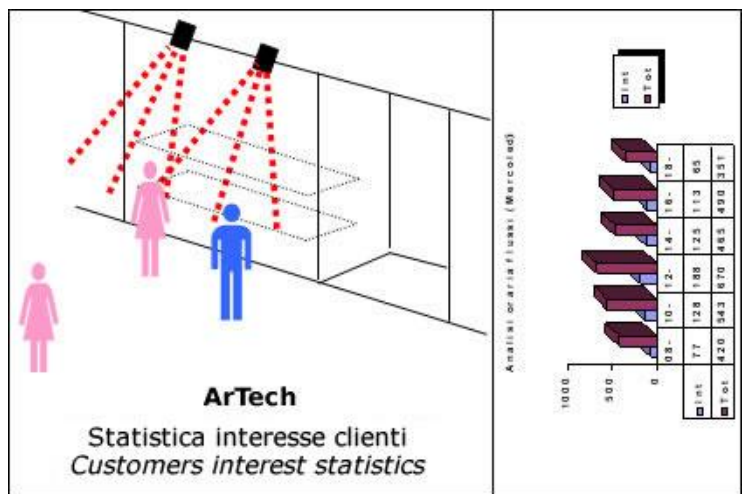 ArTech
Statistica interesse clienti
Customers interest statistics
Analisi oraria flussi (Mercoled)
Int
Tot
1000
500
0
08- 10- 12- 14- 16- 18-
Int 77 128 188 125 113 65
Tot 420 543 670 465 490 351